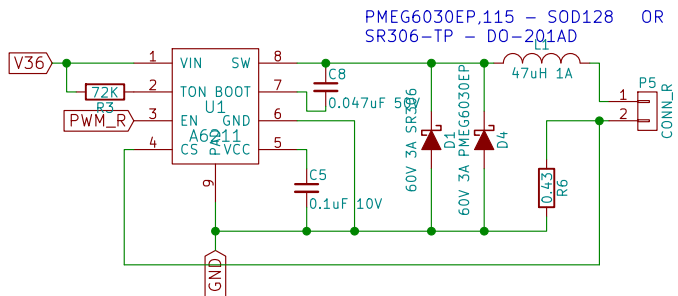 PMEG6030EP,115 – SOD128 OR
SR306-TP – DO-201AD
L1
47uH 1A
V36
1 VIN SW 8
C8
0.047uF 50V
72K
R3
2 TON BOOT 7
U1
A6211
PWM_R
3 EN GND 6
4 CS VCC 5
PAD
9
C5
0.1uF 10V
60V 3A SR306
D1
60V 3A PMEG6030EP
D4
0.43
R6
P5
1
2
CONN_R
GND